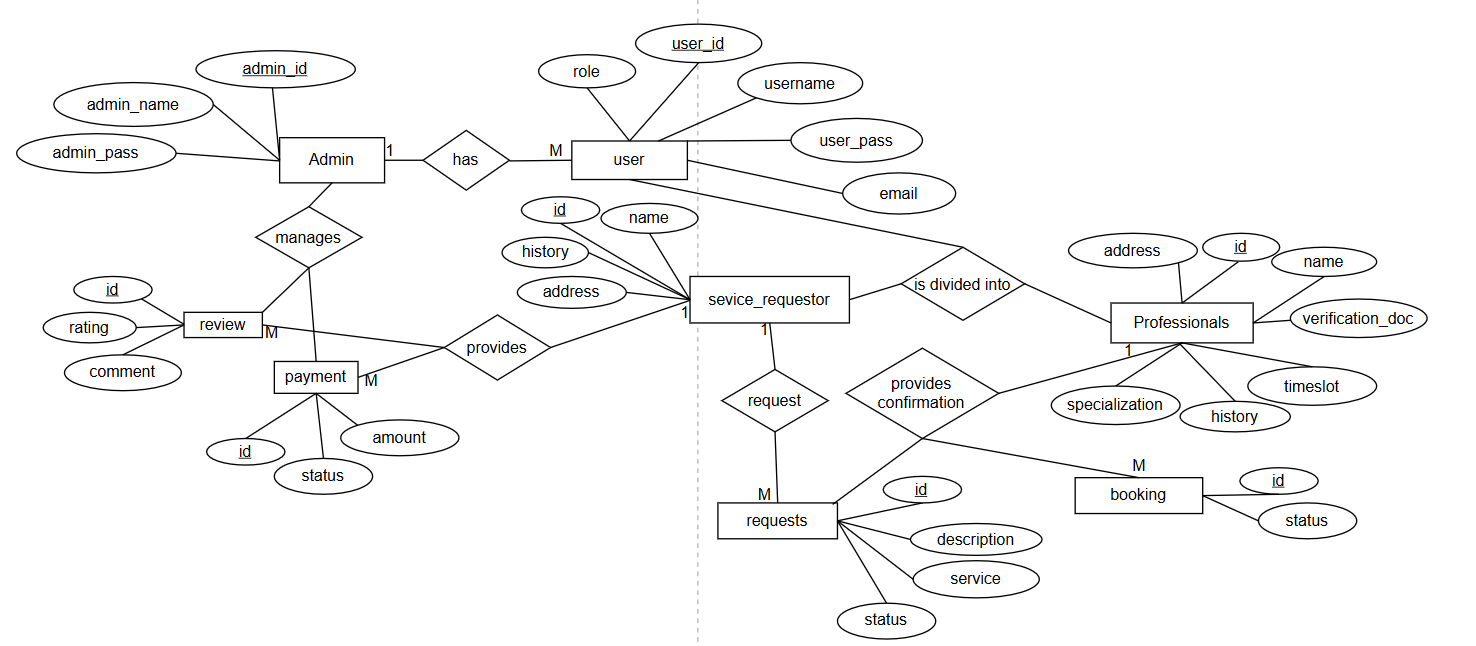 user_id
role
admin_id
username
admin_name
user_pass
admin_pass
Admin
1
has
M
user
email
id
name
manages
history
address
address
id
name
is divided into
sevice_requestor
Professionals
verification_doc
id
rating
review
M
comment
provides
1
1
1
payment
M
request
provides
confirmation
timeslot
specialization
history
id
amount
status
M
requests
id
description
service
status
M
booking
id
status